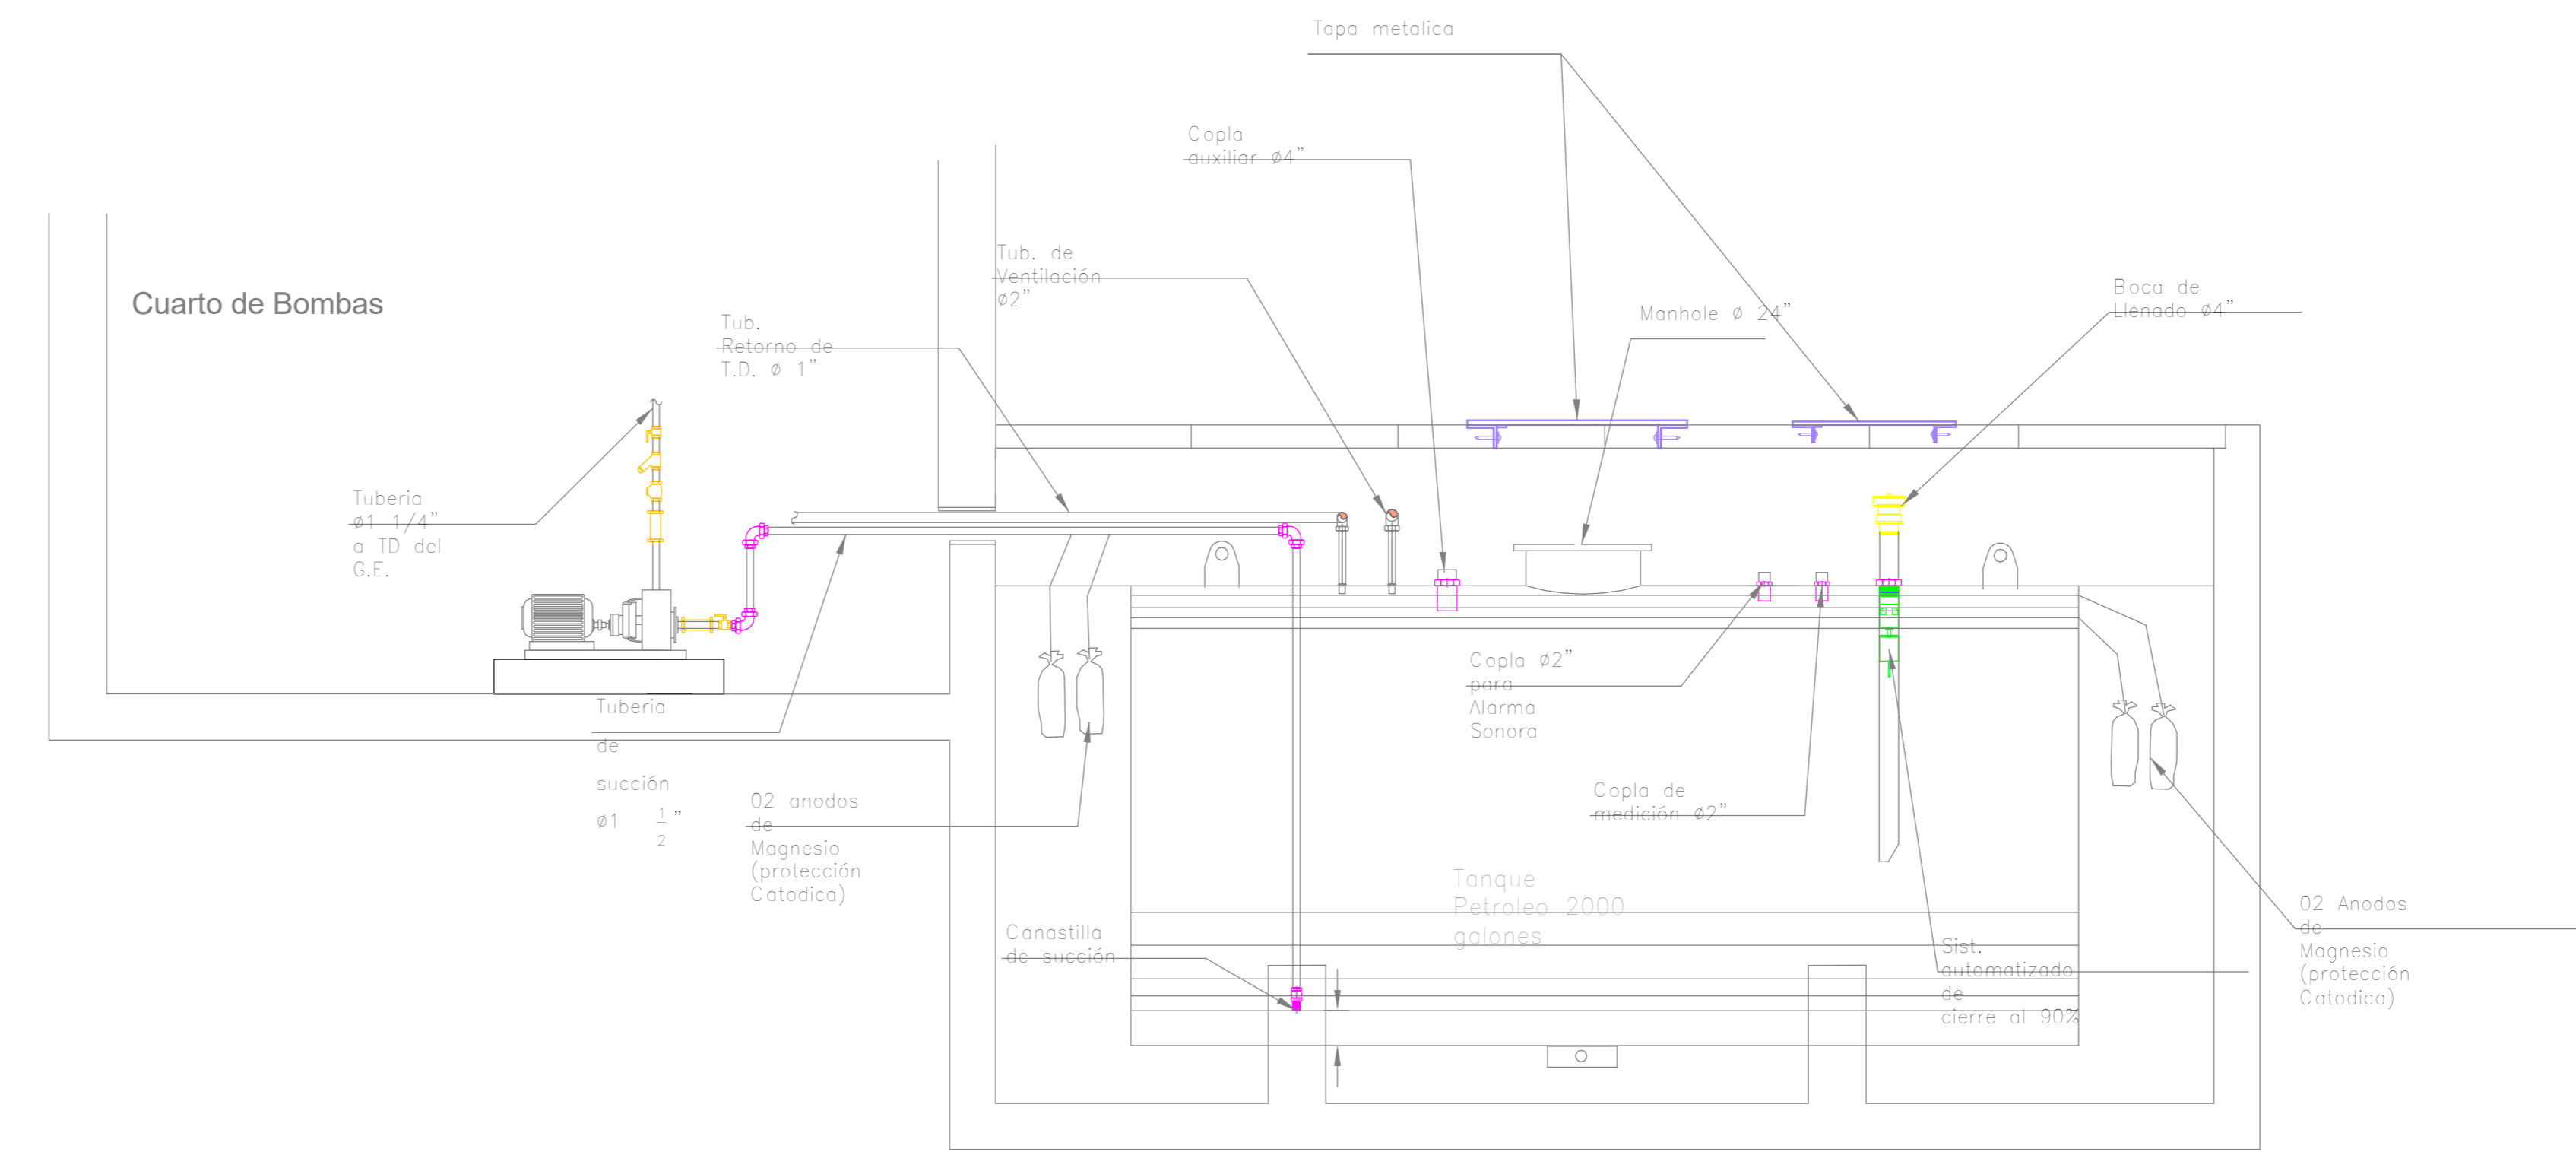 Tapa metalica
Copla
auxiliar ø4"
Tub. de
Ventilación
ø2"
Manhole ø 24"
Boca de
Llenado ø4"
Cuarto de Bombas
Tub.
Retorno de
T.D. ø 1"
Tuberia
ø1 1/4"
a TD del
G.E.
Tuberia
de
succión
ø1 1/2"
02 anodos
de
Magnesio
(protección
Catodica)
Copla ø2"
para
Alarma
Sonora
Copla de
medición ø2"
Tanque
Petroleo 2000
galones
Canastilla
de succión
Sist.
automatizado
de
cierre al 90%
02 Anodos
de
Magnesio
(protección
Catodica)